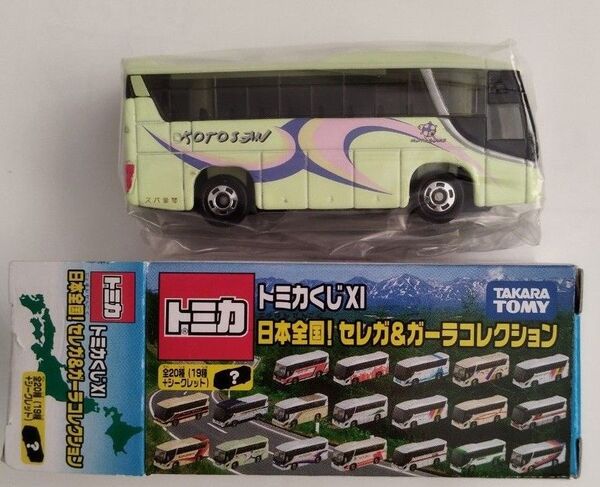 KOTOSAN
スバ参琴
トミカ
トミカくじⅩⅠ
日本全国!セレガ&ガーラコレクション
TAKARA
TOMY
全20種(19種
+シークレット)
?
トミカ
トミカくじⅩⅠ
日本全国!セレガ&ガーラコレクション
全20種(19種
+シークレット)
?